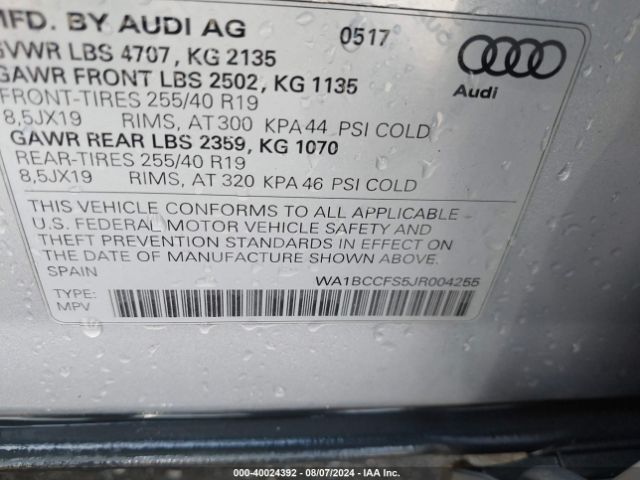 MFD. BY AUDI AG 0517
GVWR LBS 4707, KG 2135
GAWR FRONT LBS 2502, KG 1135
FRONT-TIRES 255/40 R19
8,5JX19 RIMS, AT 300 KPA 44 PSI COLD
GAWR REAR LBS 2359, KG 1070
REAR-TIRES 255/40 R19
8,5JX19 RIMS, AT 320 KPA 46 PSI COLD
Audi
THIS VEHICLE CONFORMS TO ALL APPLICABLE
U.S. FEDERAL MOTOR VEHICLE SAFETY AND
THEFT PREVENTION STANDARDS IN EFFECT ON
THE DATE OF MANUFACTURE SHOWN ABOVE.
SPAIN
WA1BCCFS5JR004255
TYPE:
MPV
000-40024392 - 08/07/2024 - IAA Inc.